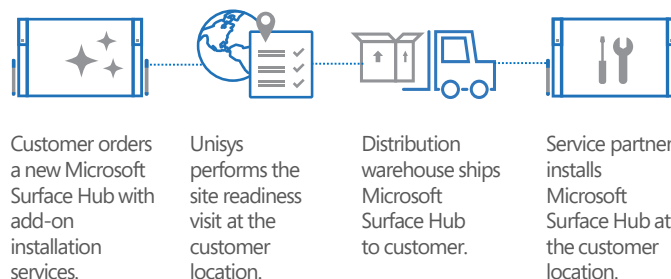 Customer orders
a new Microsoft
Surface Hub with
add-on
installation
services.
Unisys
performs the
site readiness
visit at the
customer
location.
Distribution
warehouse ships
Microsoft
Surface Hub
to customer.
Service partner
installs
Microsoft
Surface Hub at
the customer
location.